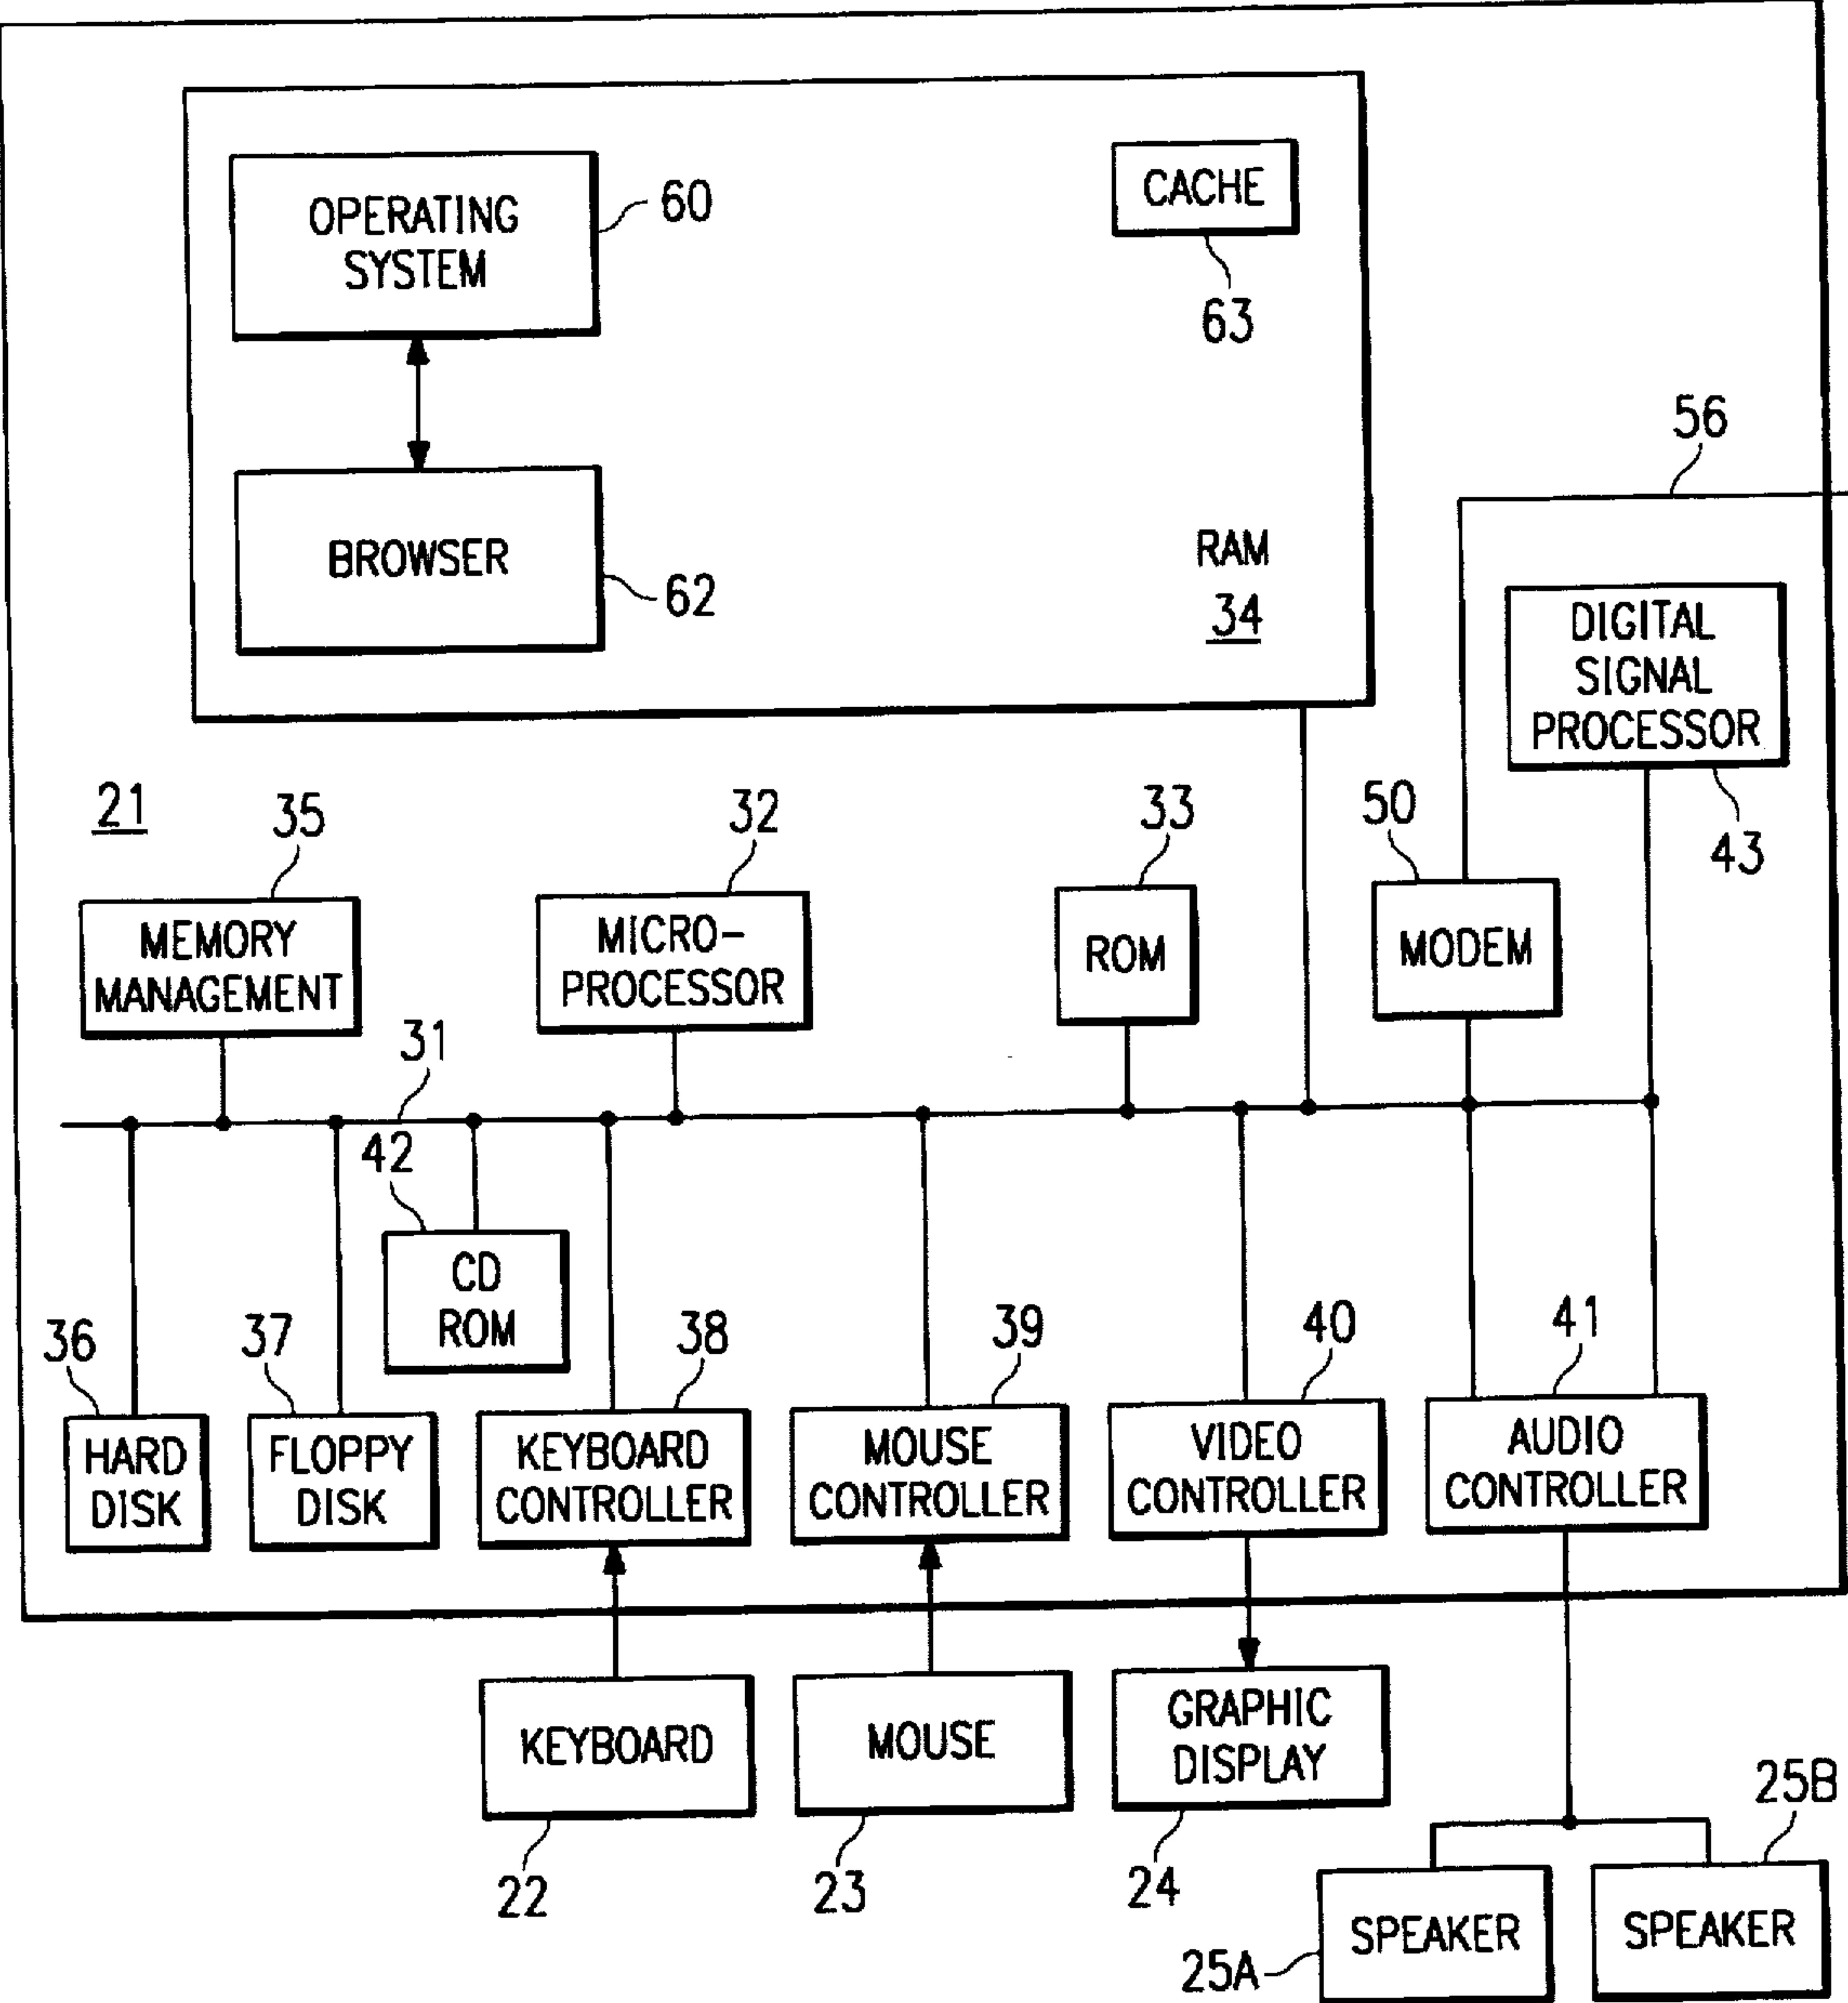 OPERATING
SYSTEM
60
CACHE
63
BROWSER
62
RAM
34
56
DIGITAL
SIGNAL
PROCESSOR
43
21
35
32
33
50
MEMORY
MANAGEMENT
MICRO-
PROCESSOR
ROM
MODEM
31
42
CD
ROM
36
37
38
39
40
41
HARD
DISK
FLOPPY
DISK
KEYBOARD
CONTROLLER
MOUSE
CONTROLLER
VIDEO
CONTROLLER
AUDIO
CONTROLLER
KEYBOARD
22
MOUSE
23
GRAPHIC
DISPLAY
24
25B
SPEAKER
25A
SPEAKER